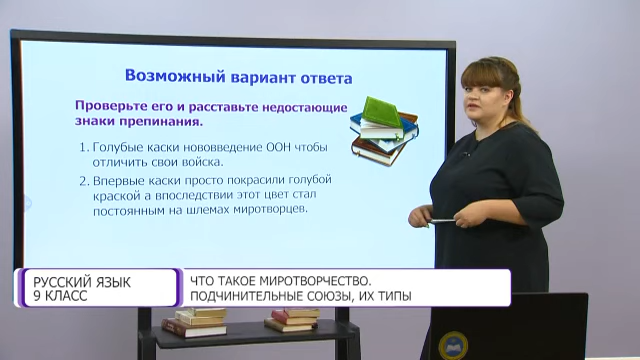 Возможный вариант ответа
Проверьте его и расставьте недостающие
знаки препинания.
1. Голубые каски нововведение ООН чтобы
отличить свои войска.
2. Впервые каски просто покрасили голубой
краской а впоследствии этот цвет стал
постоянным на шлемах миротворцев.
РУССКИЙ ЯЗЫК
9 КЛАСС
ЧТО ТАКОЕ МИРОТВОРЧЕСТВО.
ПОДЧИНИТЕЛЬНЫЕ СОЮЗЫ, ИХ ТИПЫ